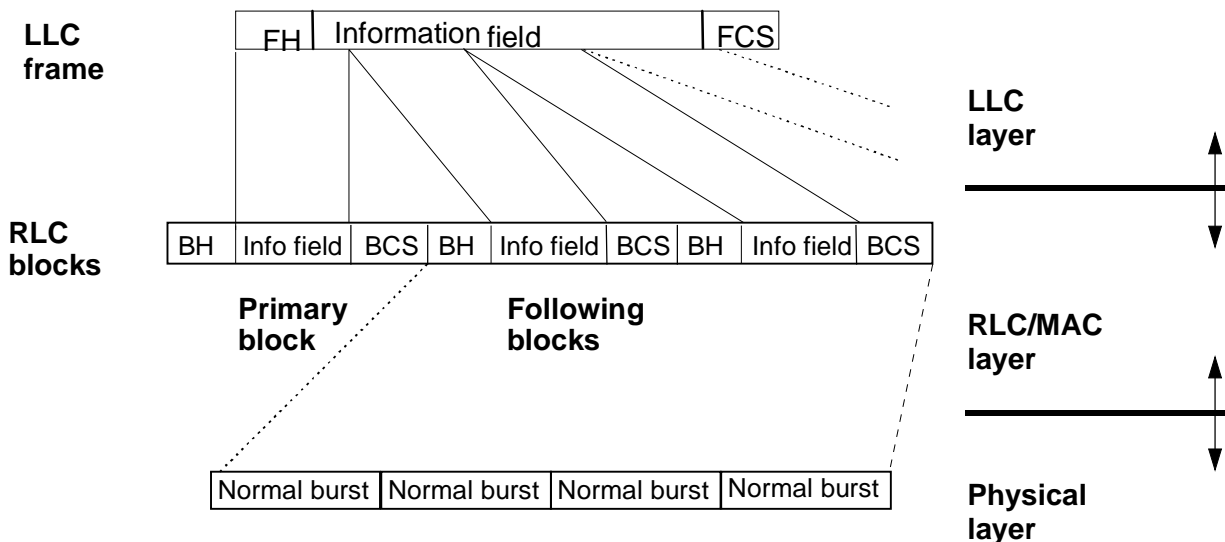 LLC
frame
FH Information field FCS
LLC
layer
RLC
blocks
BH Info field BCS BH Info field BCS BH Info field BCS
Primary
block
Following
blocks
RLC/MAC
layer
Normal burst Normal burst Normal burst Normal burst
Physical
layer